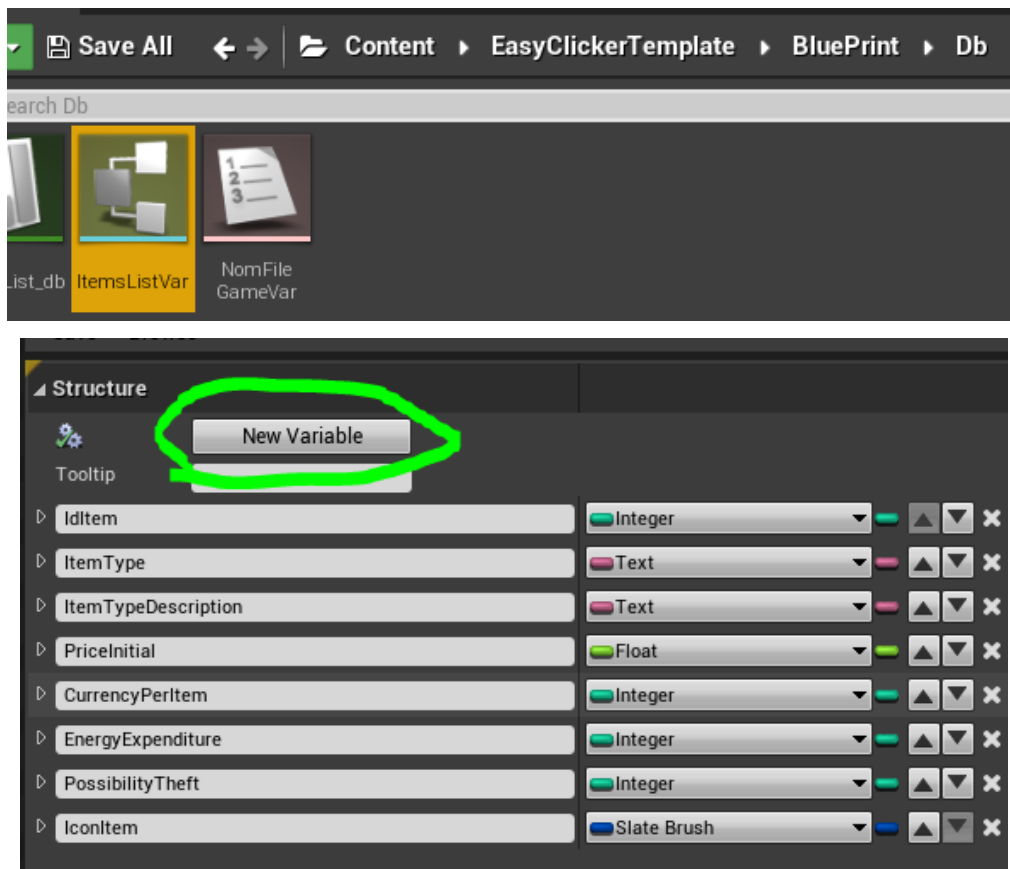 Save All Content EasyClickerTemplate BluePrint Db
earch Db
List_db ItemsListVar NomFile
GameVar
Structure
New Variable
Tooltip
IdItem Integer
ItemType Text
ItemTypeDescription Text
PriceInitial Float
CurrencyPerItem Integer
EnergyExpenditure Integer
PossibilityTheft Integer
IconItem Slate Brush